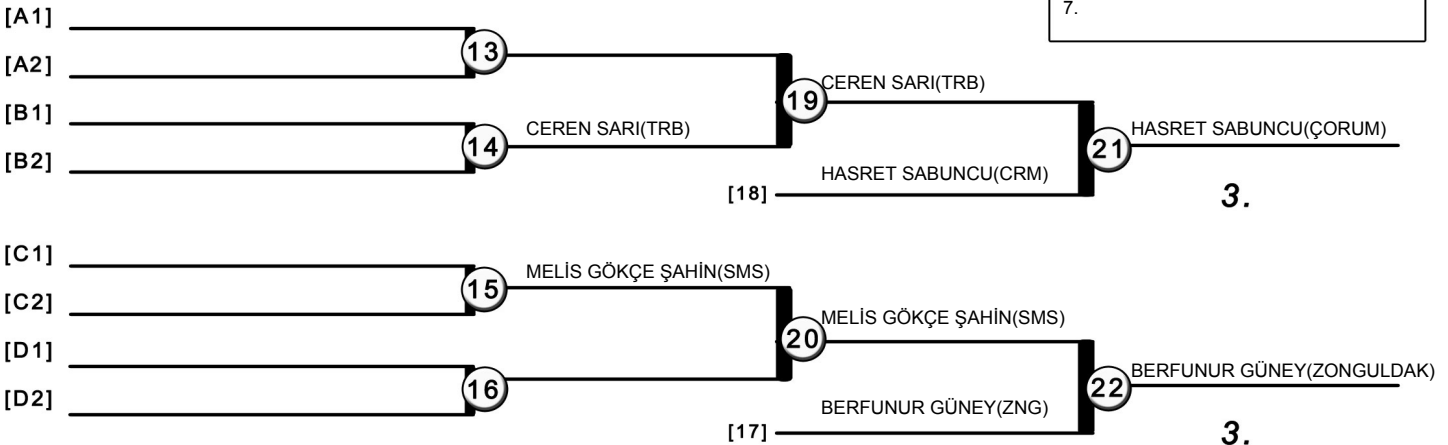 7.
[A1]
13
[A2]
CEREN SARI(TRB)
19
[B1]
CEREN SARI(TRB)
HASRET SABUNCU(ÇORUM)
14
21
[B2]
HASRET SABUNCU(CRM)
[18]
3.
[C1]
MELİS GÖKÇE ŞAHİN(SMS)
15
[C2]
MELİS GÖKÇE ŞAHİN(SMS)
20
[D1]
BERFUNUR GÜNEY(ZONGULDAK)
16
22
[D2]
BERFUNUR GÜNEY(ZNG)
[17]
3.